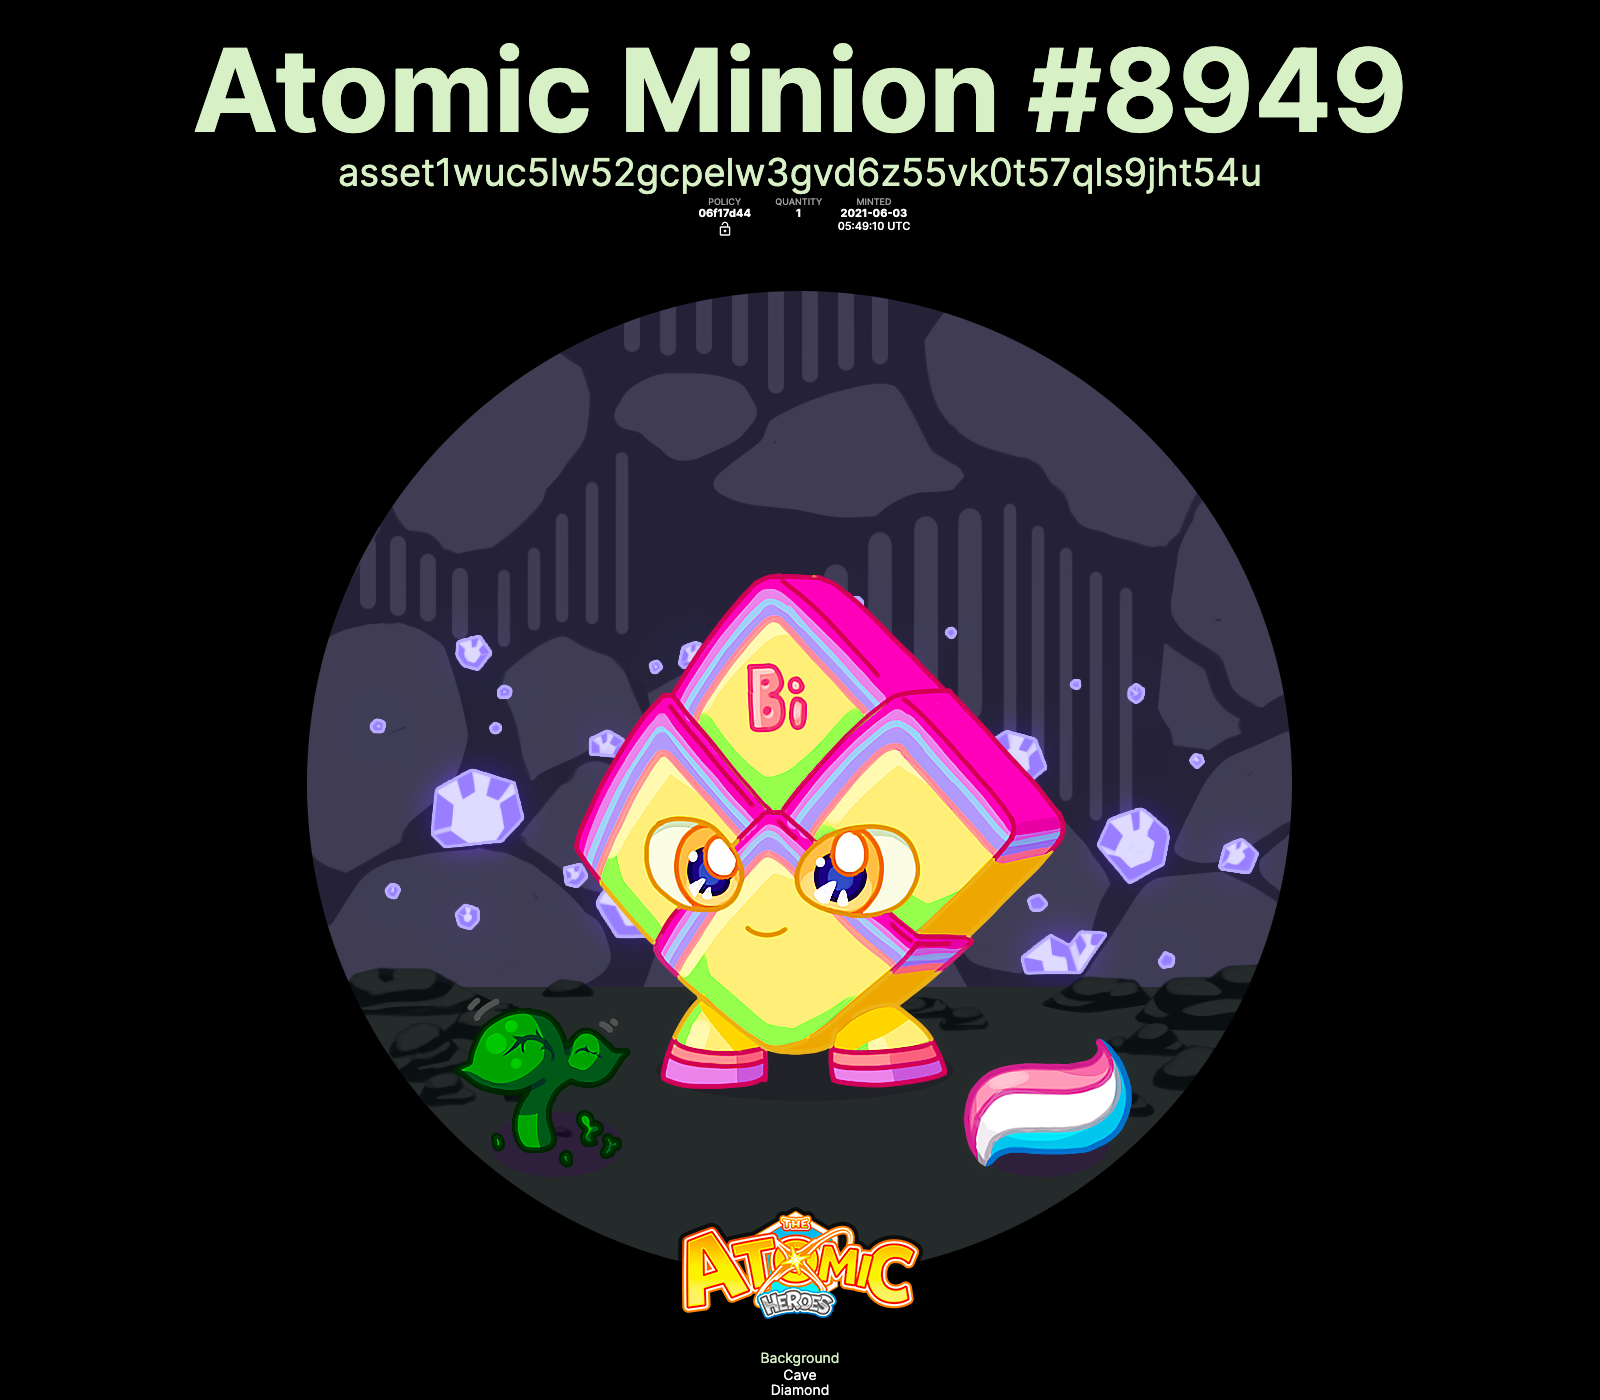 Atomic Minion #8949
asset1wuc5lw52gcpelw3gvd6z55vk0t57qls9jht54u
POLICY QUANTITY MINTED
06f17d44 1 2021-06-03
05:49:10 UTC
Bi
THE
ATOMIC
HEROES
Background
Cave
Diamond